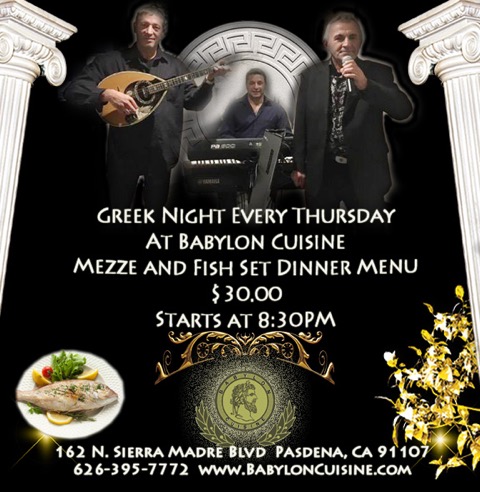 Greek Night Every Thursday
At Babylon Cuisine
Mezze and Fish Set Dinner Menu
$30.00
Starts at 8:30PM
162 N. Sierra Madre Blvd Pasdena, CA 91107
626-395-7772 www.BabylonCuisine.com